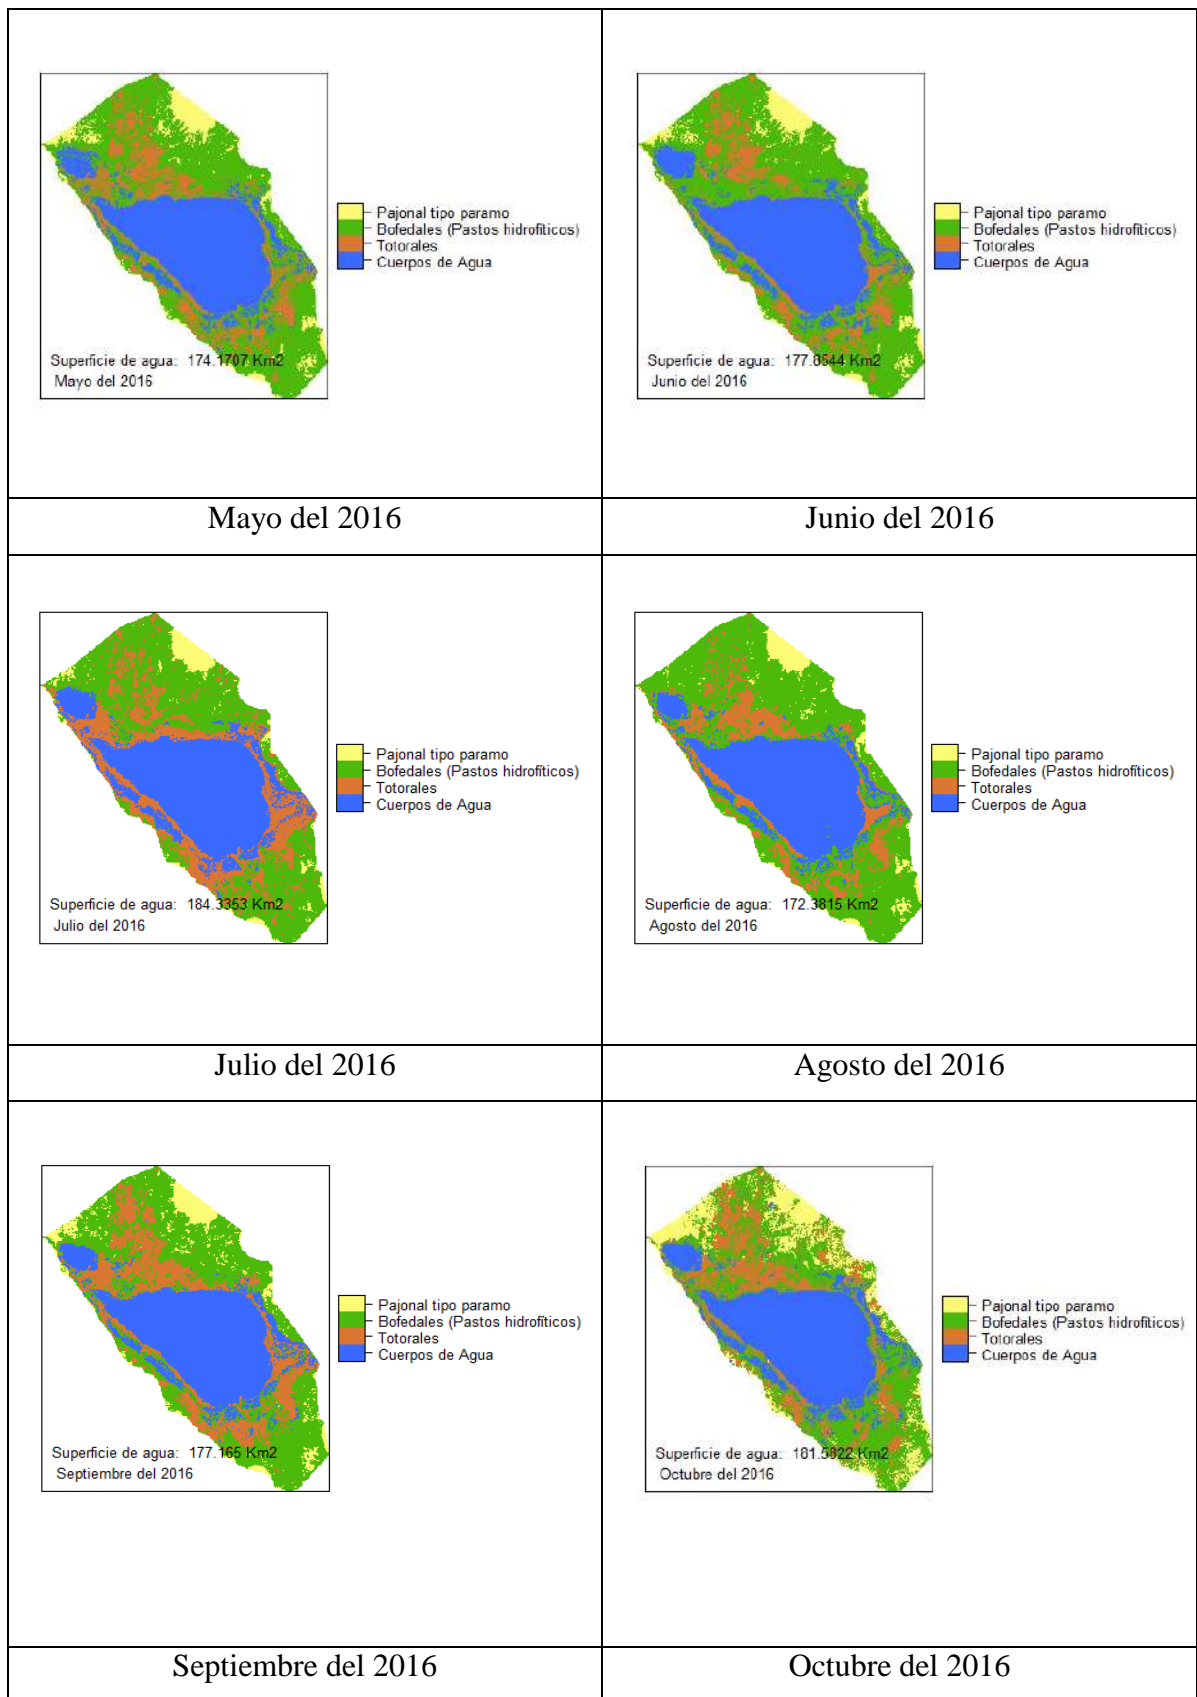 Pajonal tipo paramo
Bofedales (Pastos hidrofíticos)
Totorales
Cuerpos de Agua
Superficie de agua: 174.1707 Km2
Mayo del 2016
Pajonal tipo paramo
Bofedales (Pastos hidrofíticos)
Totorales
Cuerpos de Agua
Superficie de agua: 177.8544 Km2
Junio del 2016
Mayo del 2016
Junio del 2016
Pajonal tipo paramo
Bofedales (Pastos hidrofíticos)
Totorales
Cuerpos de Agua
Superficie de agua: 184.3353 Km2
Julio del 2016
Pajonal tipo paramo
Bofedales (Pastos hidrofíticos)
Totorales
Cuerpos de Agua
Superficie de agua: 172.3815 Km2
Agosto del 2016
Julio del 2016
Agosto del 2016
Pajonal tipo paramo
Bofedales (Pastos hidrofíticos)
Totorales
Cuerpos de Agua
Superficie de agua: 177.165 Km2
Septiembre del 2016
Pajonal tipo paramo
Bofedales (Pastos hidrofíticos)
Totorales
Cuerpos de Agua
Superficie de agua: 181.5822 Km2
Octubre del 2016
Septiembre del 2016
Octubre del 2016